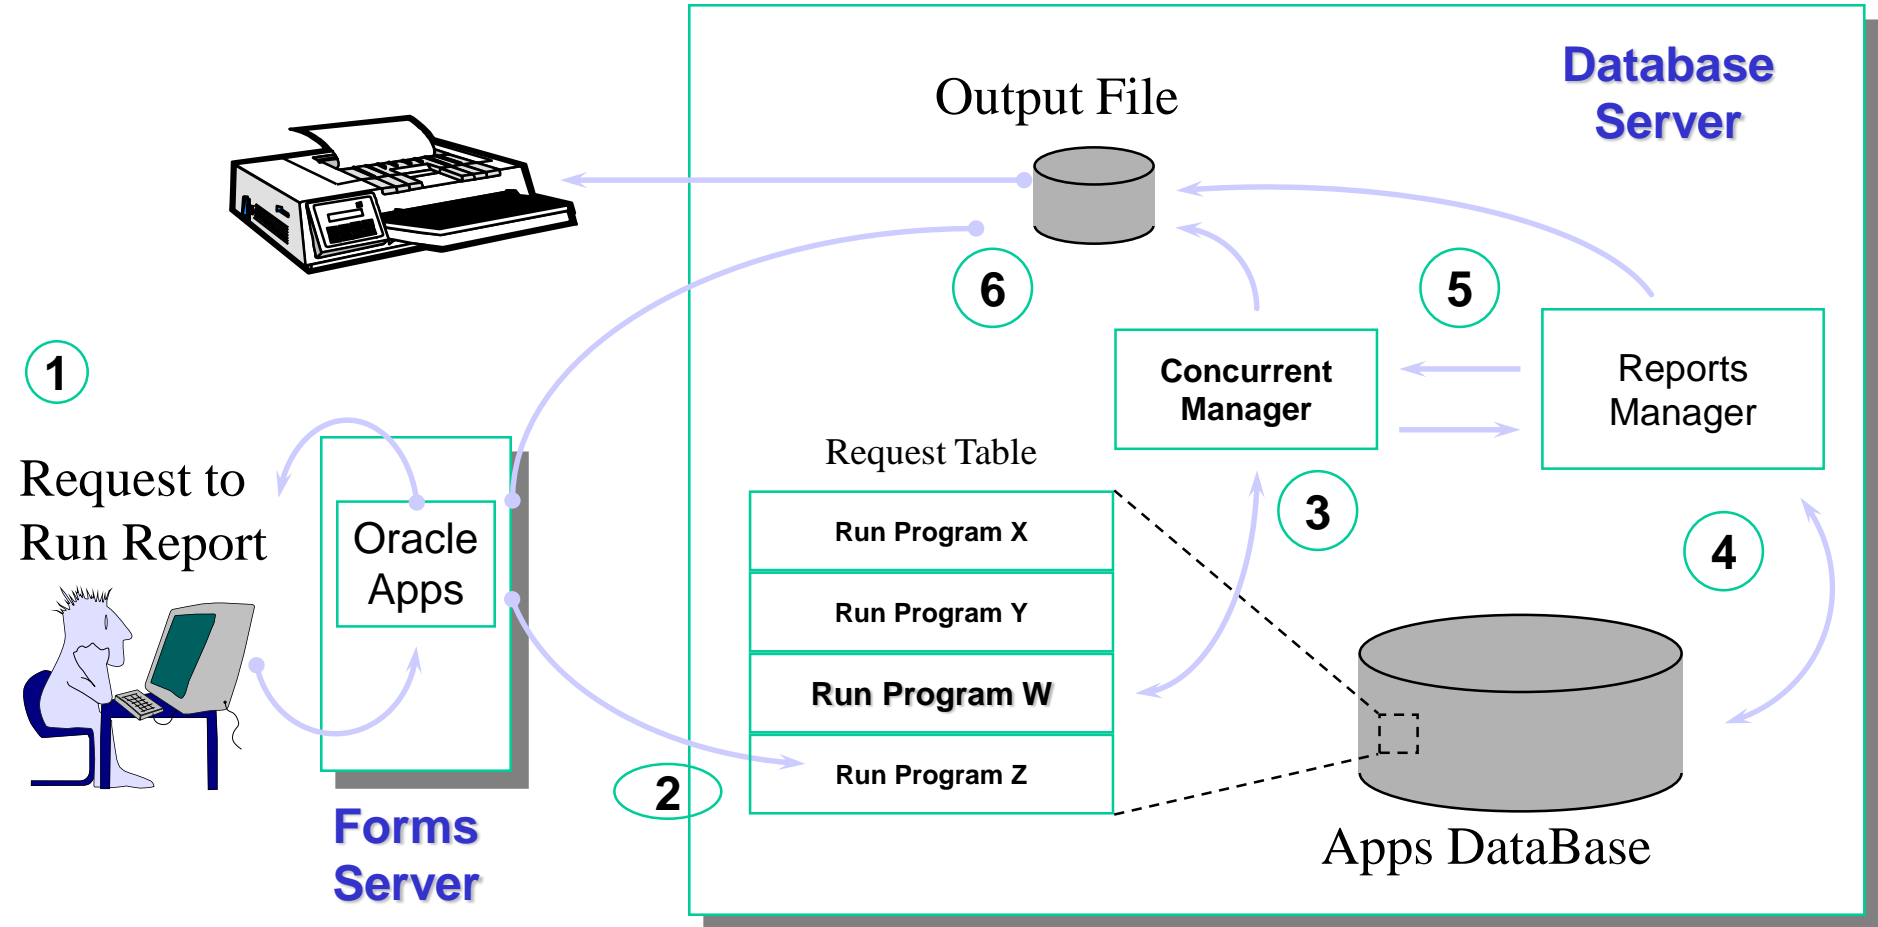 Database
Server
Output File
6
5
1
Concurrent
Manager
Reports
Manager
Request Table
Request to
Run Report
Oracle
Apps
3
4
Run Program X
Run Program Y
Run Program W
Run Program Z
2
Forms
Server
Apps DataBase